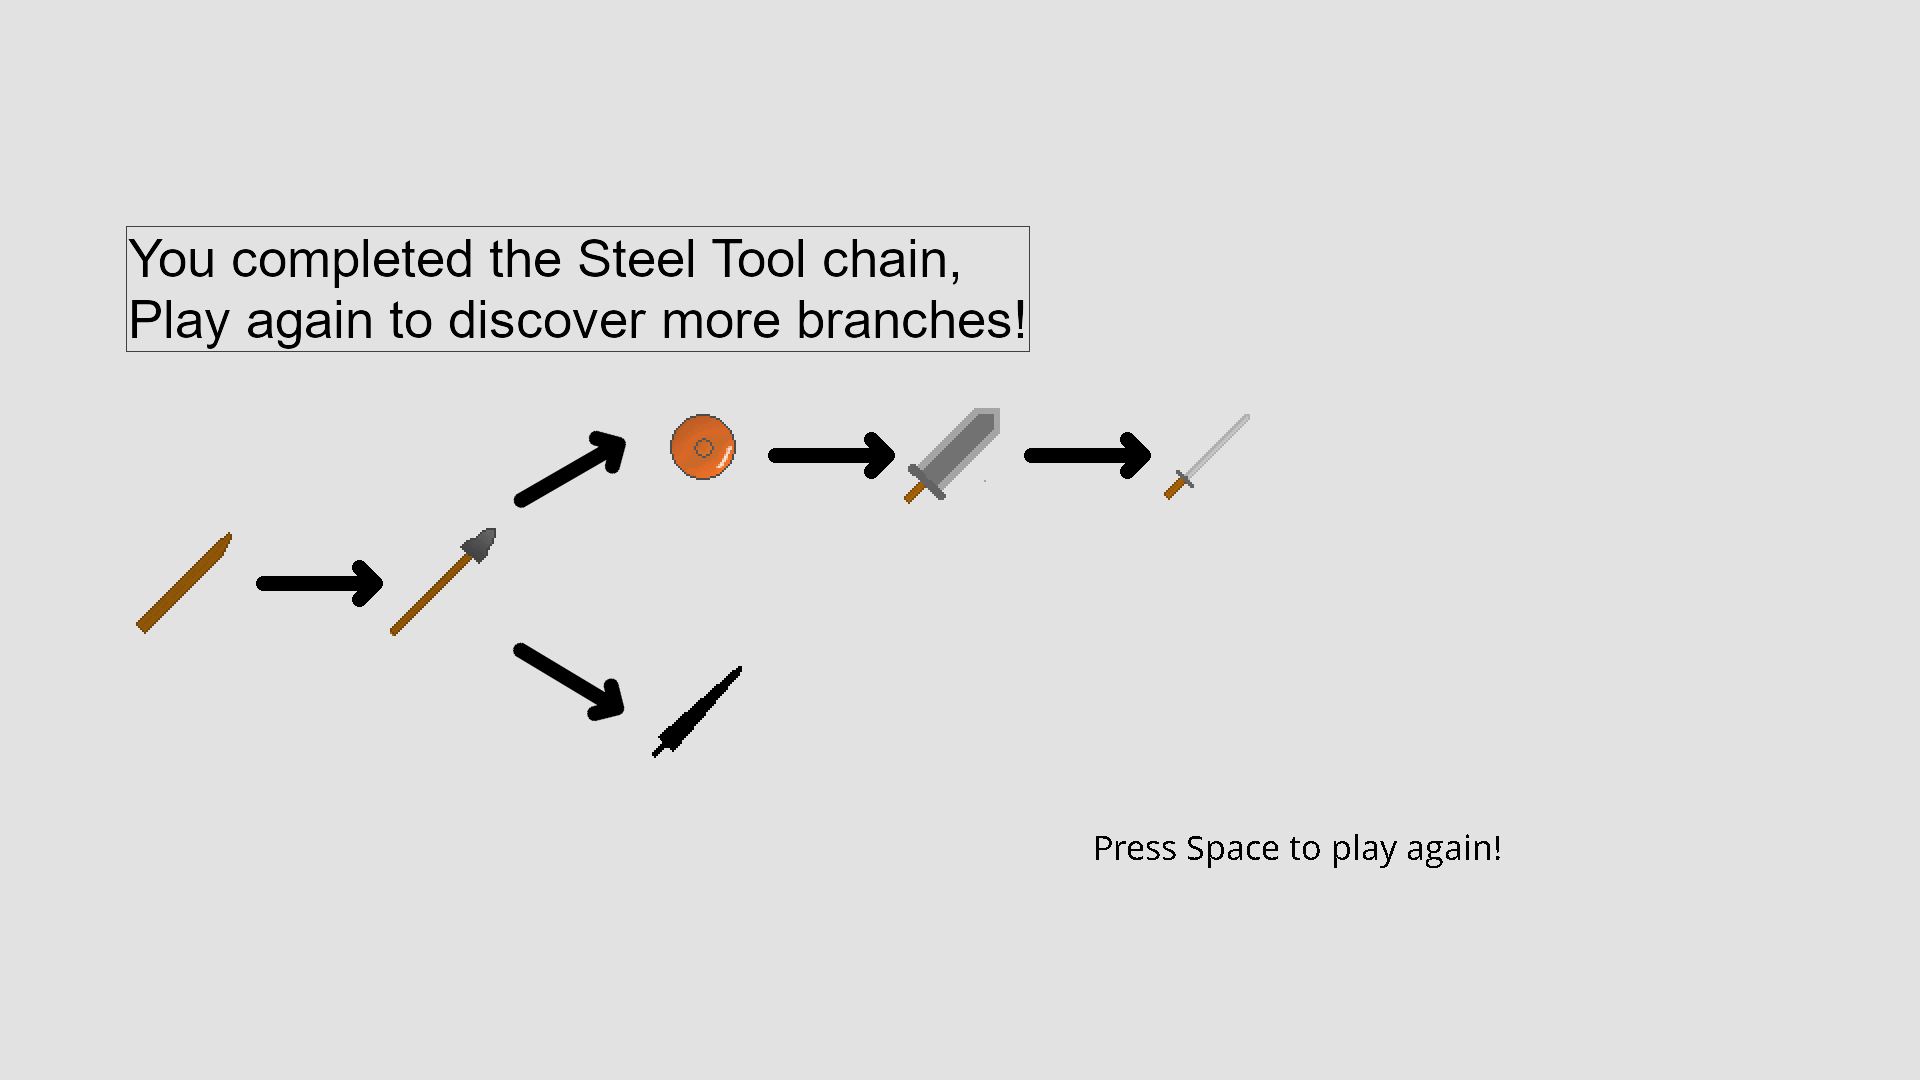 You completed the Steel Tool chain,
Play again to discover more branches!
Press Space to play again!